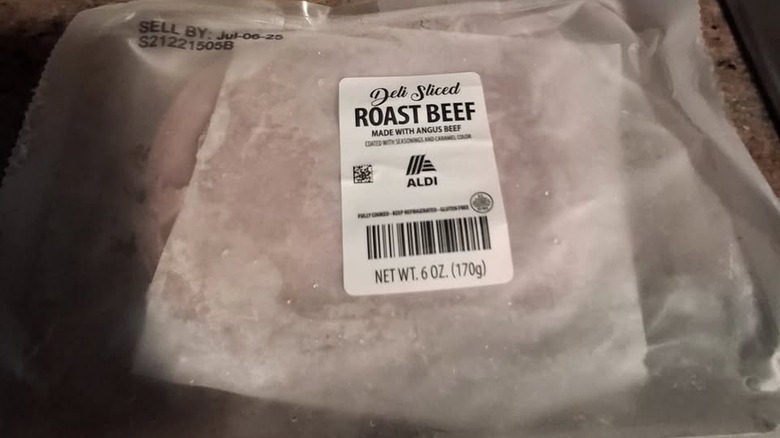 SELL BY: Jul-06-25
S21221505B
Deli Sliced
ROAST BEEF
MADE WITH ANGUS BEEF
COATED WITH SEASONINGS AND CARAMEL COLOR
ALDI
FULLY COOKED - KEEP REFRIGERATED - GLUTEN FREE
NET WT. 6 OZ. (170g)